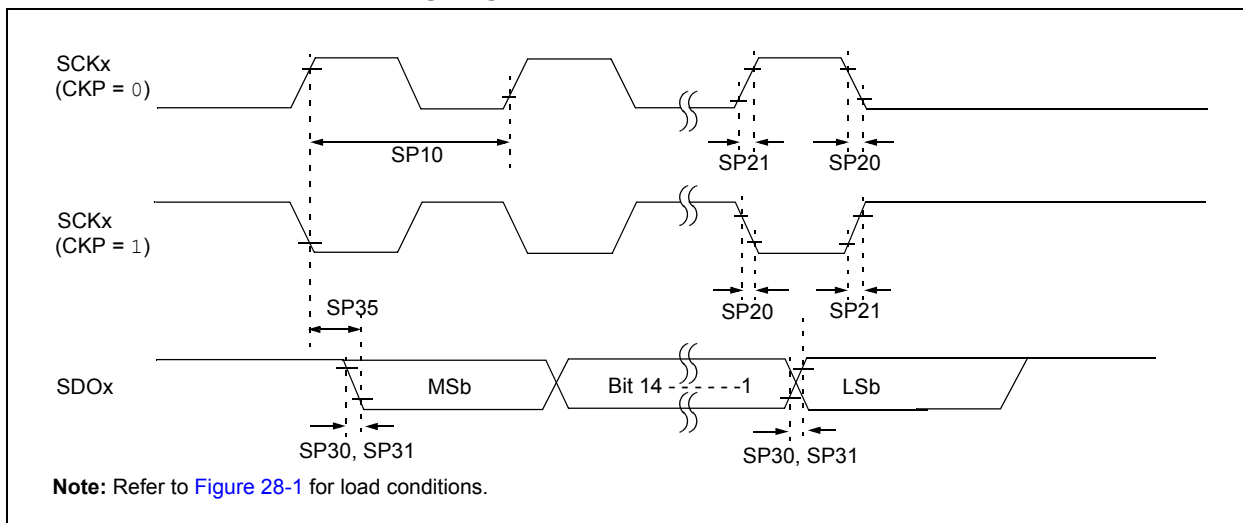 SCKx
(CKP = 0)
SP10
SP21
SP20
SCKx
(CKP = 1)
SP35
SP20
SP21
SDOx
MSb
Bit 14 - - - - - -1
LSb
SP30, SP31
SP30, SP31
Note: Refer to Figure 28-1 for load conditions.